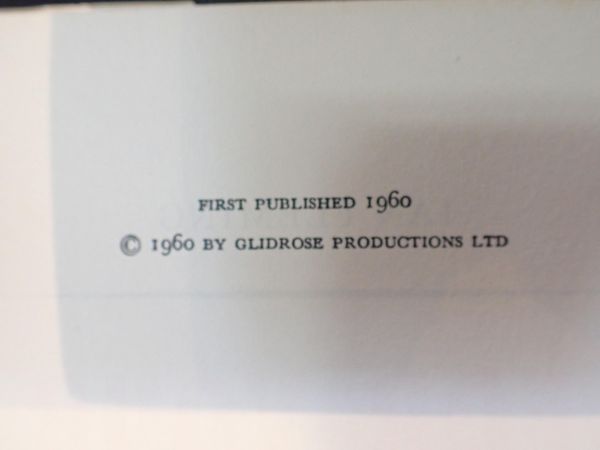 FIRST PUBLISHED 1960
© 1960 BY GLIDROSE PRODUCTIONS LTD